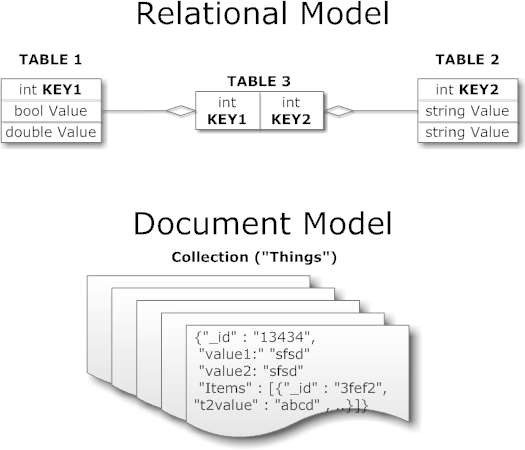 Relational Model
TABLE 1
TABLE 2
TABLE 3
int KEY1
bool Value
double Value
int
KEY1
int
KEY2
int KEY2
string Value
string Value
Document Model
Collection ("Things")
{"_id" : "13434",
"value1:" "sfsd"
"value2: "sfsd"
"Items" : [{"_id" : "3fef2",
"t2value" : "abcd" , ..}]}